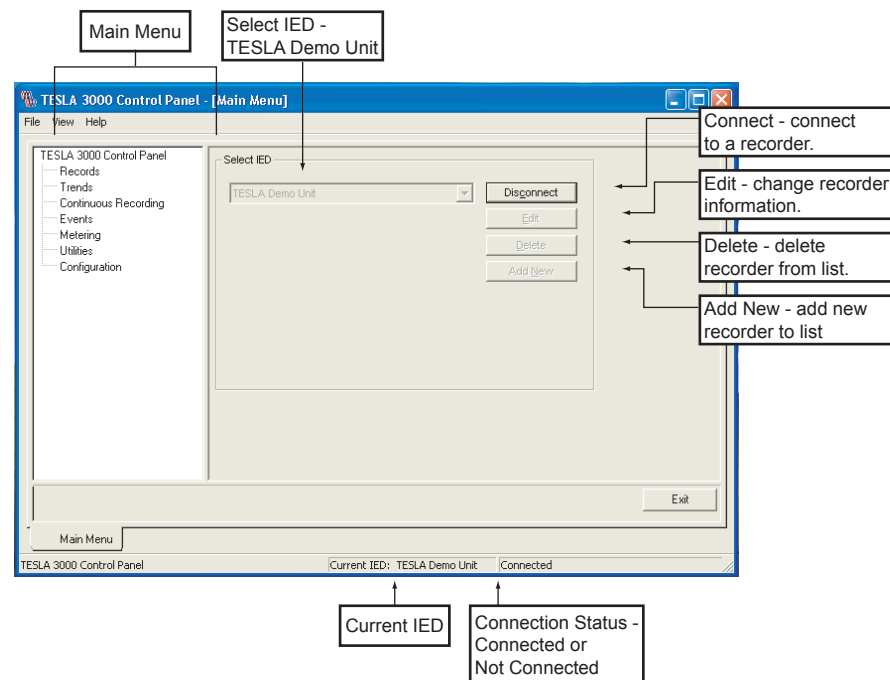 Main Menu
Select IED -
TESLA Demo Unit
TESLA 3000 Control Panel - [Main Menu]
File View Help
Connect - connect
to a recorder.
Edit - change recorder
information.
Delete - delete
recorder from list.
Add New - add new
recorder to list
TESLA 3000 Control Panel
Records
Trends
Continuous Recording
Events
Metering
Utilities
Configuration
Select IED
TESLA Demo Unit
Disconnect
Edit
Delete
Add New
Exit
Main Menu
TESLA 3000 Control Panel
Current IED: TESLA Demo Unit
Connected
Current IED
Connection Status -
Connected or
Not Connected